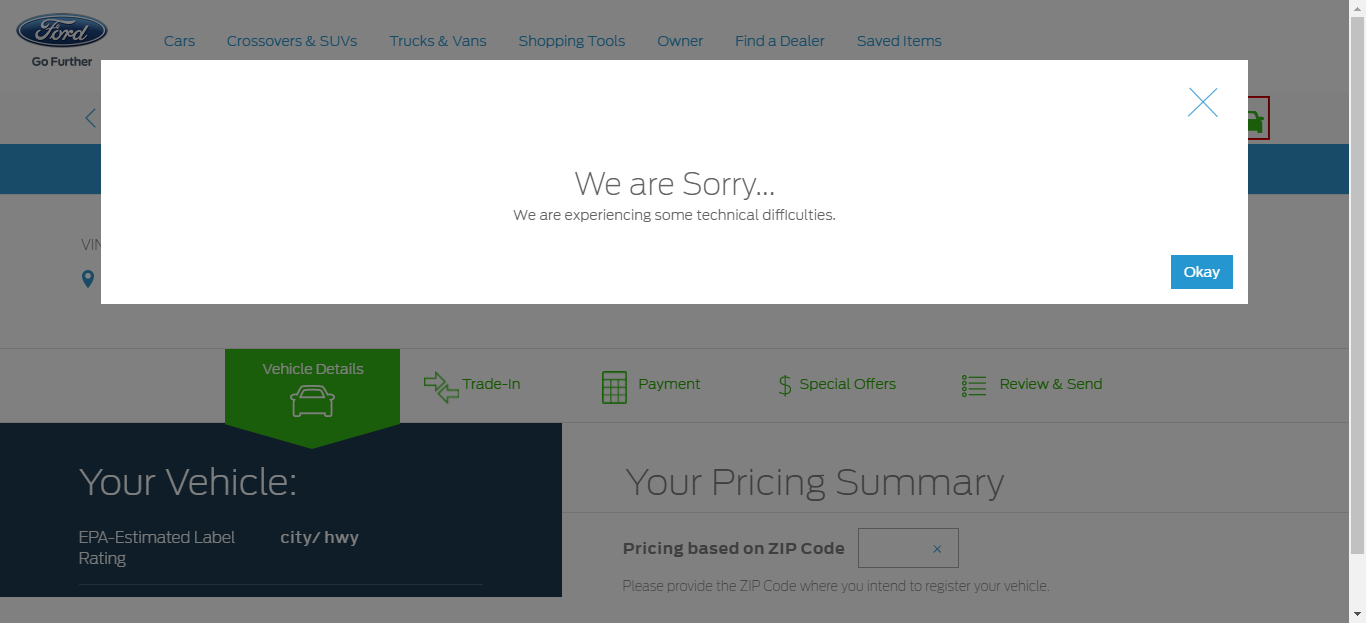 Ford
Go Further
Cars
Crossovers & SUVs
Trucks & Vans
Shopping Tools
Owner
Find a Dealer
Saved Items
We are Sorry...
We are experiencing some technical difficulties.
Okay
VIN
Vehicle Details
Trade-In
Payment
Special Offers
Review & Send
Your Vehicle:
EPA-Estimated Label
Rating
city/ hwy
Your Pricing Summary
Pricing based on ZIP Code
Please provide the ZIP Code where you intend to register your vehicle.